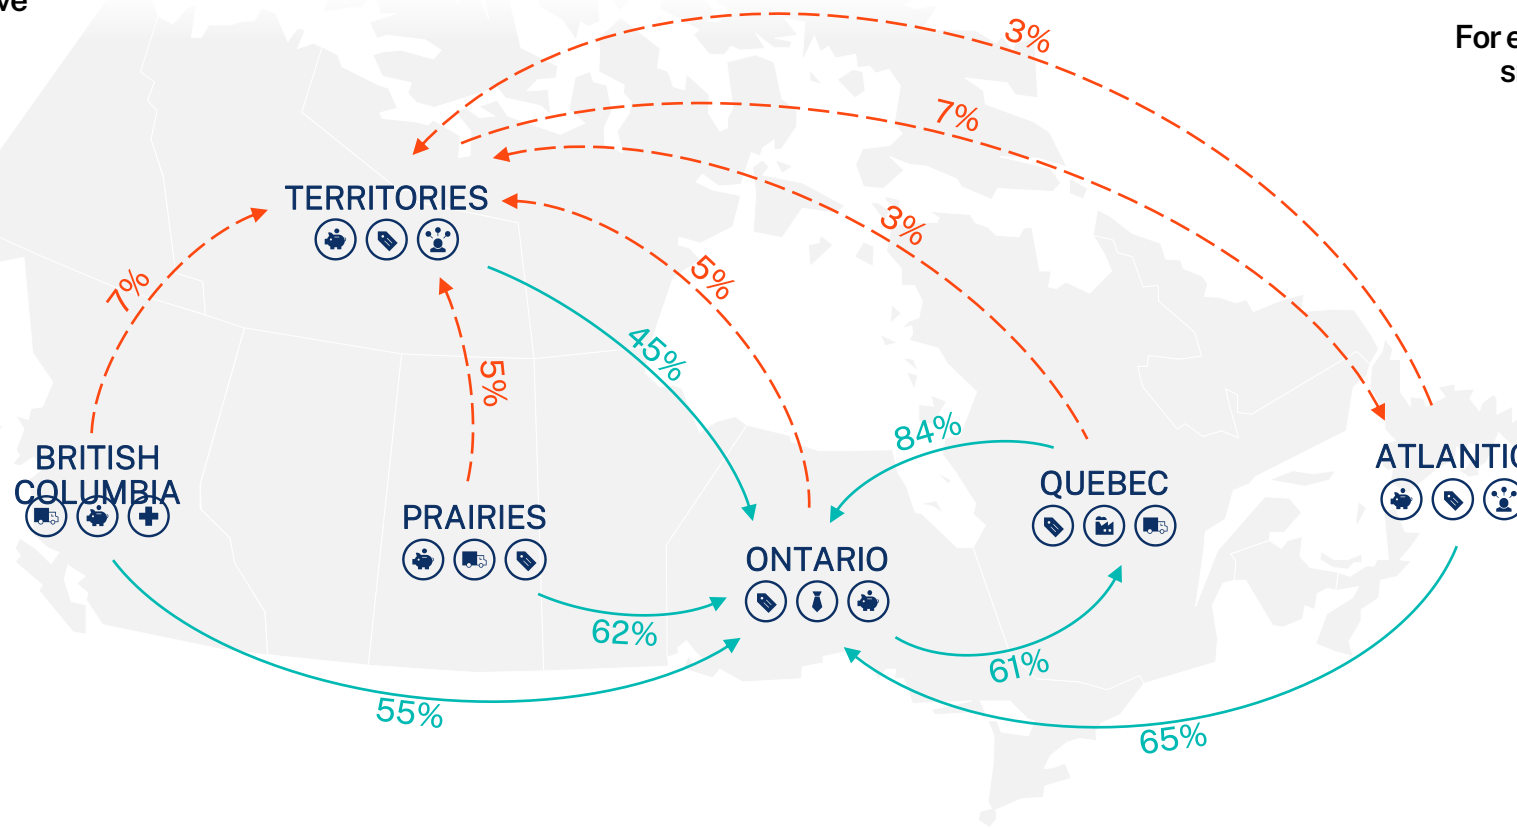 ve
For e
s
3%
7%
3%
5%
7%
45%
5%
84%
TERRITORIES
BRITISH
COLUMBIA
PRAIRIES
ONTARIO
QUEBEC
ATLANTIC
62%
61%
55%
65%